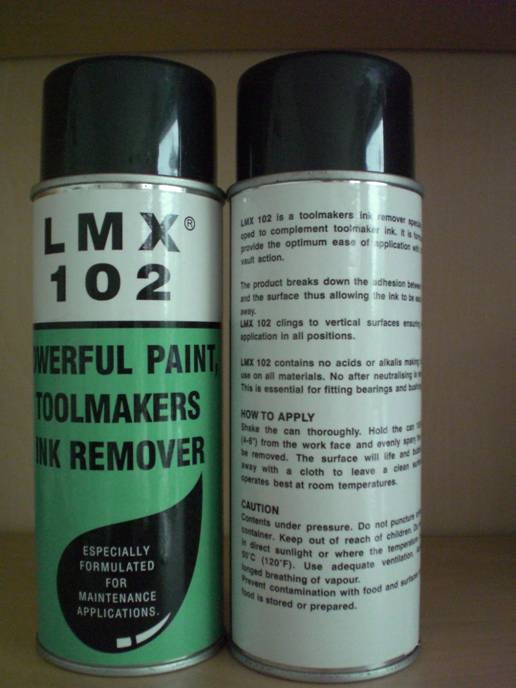 LMX®
102
POWERFUL PAINT,
TOOLMAKERS
INK REMOVER
ESPECIALLY
FORMULATED
FOR
MAINTENANCE
APPLICATIONS.
LMX 102 is a toolmakers ink remover
oped to complement toolmaker ink. It is
provide the optimum ease of application with
vault action.
The product breaks down the adhesion
and the surface thus allowing the ink to be
away.
LMX 102 clings to vertical surfaces
application in all positions.
LMX 102 contains no acids or alkalis making
use on all materials. No after neutralising is
This is essential for fitting bearings and
HOW TO APPLY
Shake the can thoroughly. Hold the can
(4-6") from the work face and evenly
be removed. The surface will life and
away with a cloth to leave a clean
operates best at room temperatures.
CAUTION
Contents under pressure. Do not puncture
container. Keep out of reach of children.
in direct sunlight or where the temperature
50°C (120°F). Use adequate ventilation
longed breathing of vapour.
Prevent contamination with food and
food is stored or prepared.